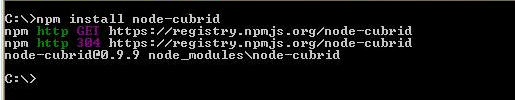 C:\>npm install node-cubrid
npm http GET https://registry.npmjs.org/node-cubrid
npm http 304 https://registry.npmjs.org/node-cubrid
node-cubrid@0.9.9 node_modules\node-cubrid
C:\>